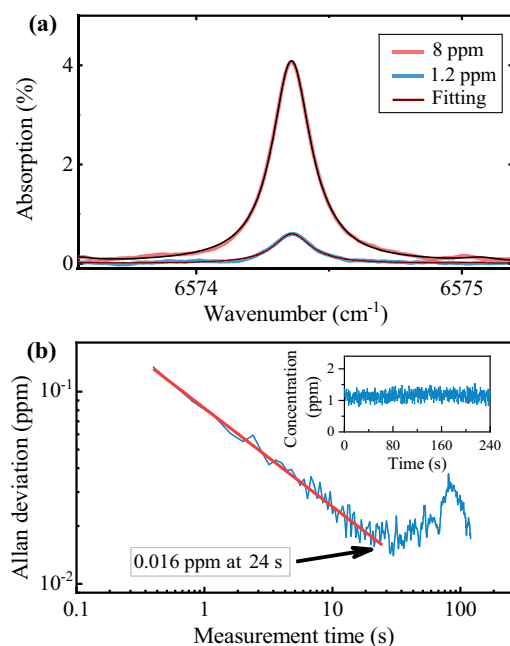 (a)
8 ppm
1.2 ppm
Fitting
4
2
0
Absorption (%)
6574
6575
Wavenumber (cm⁻¹)
(b)
Allan deviation (ppm)
10⁻¹
10⁻²
Concentration
(ppm)
2
1
0
0 80 160 240
Time (s)
0.016 ppm at 24 s
0.1 1 10 100
Measurement time (s)